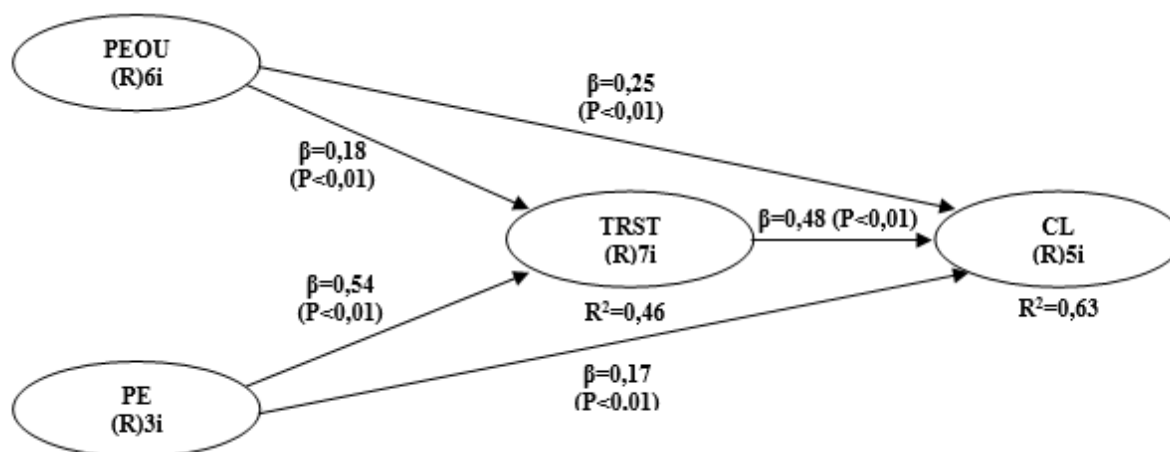 PEOU
(R)6i
β=0,25
(P<0,01)
β=0,18
(P<0,01)
TRST
(R)7i
β=0,48 (P<0,01)
CL
(R)5i
β=0,54
(P<0,01)
R²=0,46
R²=0,63
PE
(R)3i
β=0,17
(P<0,01)